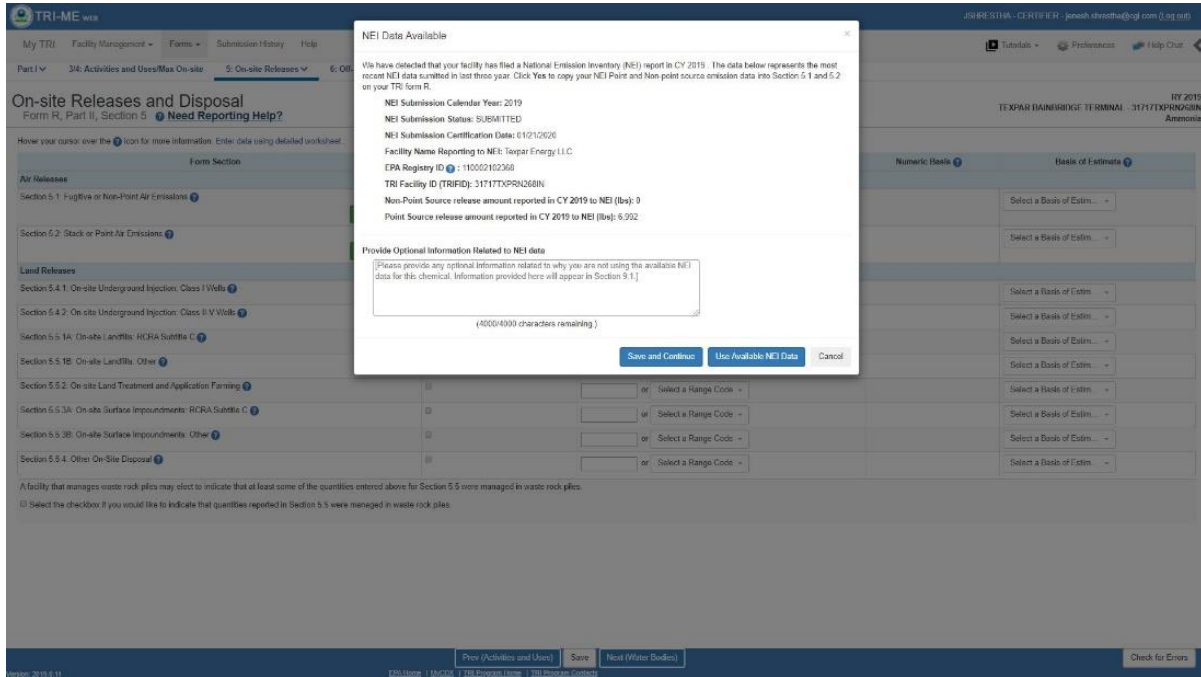 TRI-ME WEB
JSHRESTHA - CERTIFIER - jenesh.shrestha@cgi.com (Log out)
My TRI Facility Management Forms Submission History Help
Tutorials Preferences Help Chat
Part I 3/4: Activities and Uses/Max On-site 5: On-site Releases 6: Off-
On-site Releases and Disposal
Form R, Part II, Section 5 Need Reporting Help?
RY 2019
TEXPAR BAINBRIDGE TERMINAL - 31717TXPRN268IN
Ammonia
Hover your cursor over the ? icon for more information. Enter data using detailed worksheet.
Form Section Numeric Basis ? Basis of Estimate ?
Air Releases
Section 5.1: Fugitive or Non-Point Air Emissions ? Select a Basis of Estim...
Section 5.2: Stack or Point Air Emissions ? Select a Basis of Estim...
Land Releases
Section 5.4.1: On-site Underground Injection: Class I Wells ? Select a Basis of Estim...
Section 5.4.2: On-site Underground Injection: Class II-V Wells ? Select a Basis of Estim...
Section 5.5.1A: On-site Landfills: RCRA Subtitle C ? Select a Basis of Estim...
Section 5.5.1B: On-site Landfills: Other ? Select a Basis of Estim...
Section 5.5.2: On-site Land Treatment and Application Farming ? or Select a Range Code Select a Basis of Estim...
Section 5.5.3A: On-site Surface Impoundments: RCRA Subtitle C ? or Select a Range Code Select a Basis of Estim...
Section 5.5.3B: On-site Surface Impoundments: Other ? or Select a Range Code Select a Basis of Estim...
Section 5.5.4: Other On-Site Disposal ? or Select a Range Code Select a Basis of Estim...
A facility that manages waste rock piles may elect to indicate that at least some of the quantities entered above for Section 5.5 were managed in waste rock piles.
Select the checkbox if you would like to indicate that quantities reported in Section 5.5 were managed in waste rock piles.
NEI Data Available ×
We have detected that your facility has filed a National Emission Inventory (NEI) report in CY 2019 . The data below represents the most
recent NEI data sumitted in last three year. Click Yes to copy your NEI Point and Non-point source emission data into Section 5.1 and 5.2
on your TRI form R.
NEI Submission Calendar Year: 2019
NEI Submission Status: SUBMITTED
NEI Submission Certification Date: 01/21/2020
Facility Name Reporting to NEI: Texpar Energy LLC
EPA Registry ID ? : 110002102368
TRI Facility ID (TRIFID): 31717TXPRN268IN
Non-Point Source release amount reported in CY 2019 to NEI (lbs): 0
Point Source release amount reported in CY 2019 to NEI (lbs): 6,992
Provide Optional Information Related to NEI data
[Please provide any optional information related to why you are not using the available NEI
data for this chemical. Information provided here will appear in Section 9.1.]
(4000/4000 characters remaining.)
Save and Continue Use Available NEI Data Cancel
Prev (Activities and Uses) Save Next (Water Bodies) Check for Errors
Version: 2019.0.11
EPA Home | MyCDX | TRI Program Home | TRI Program Contacts